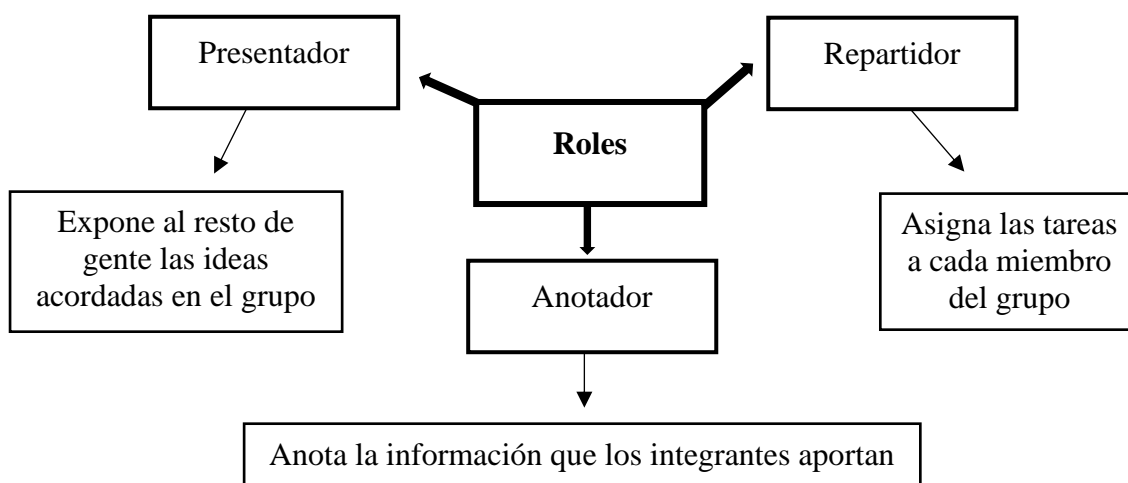 Presentador
Repartidor
Roles
Expone al resto de
gente las ideas
acordadas en el grupo
Asigna las tareas
a cada miembro
del grupo
Anotador
Anota la información que los integrantes aportan